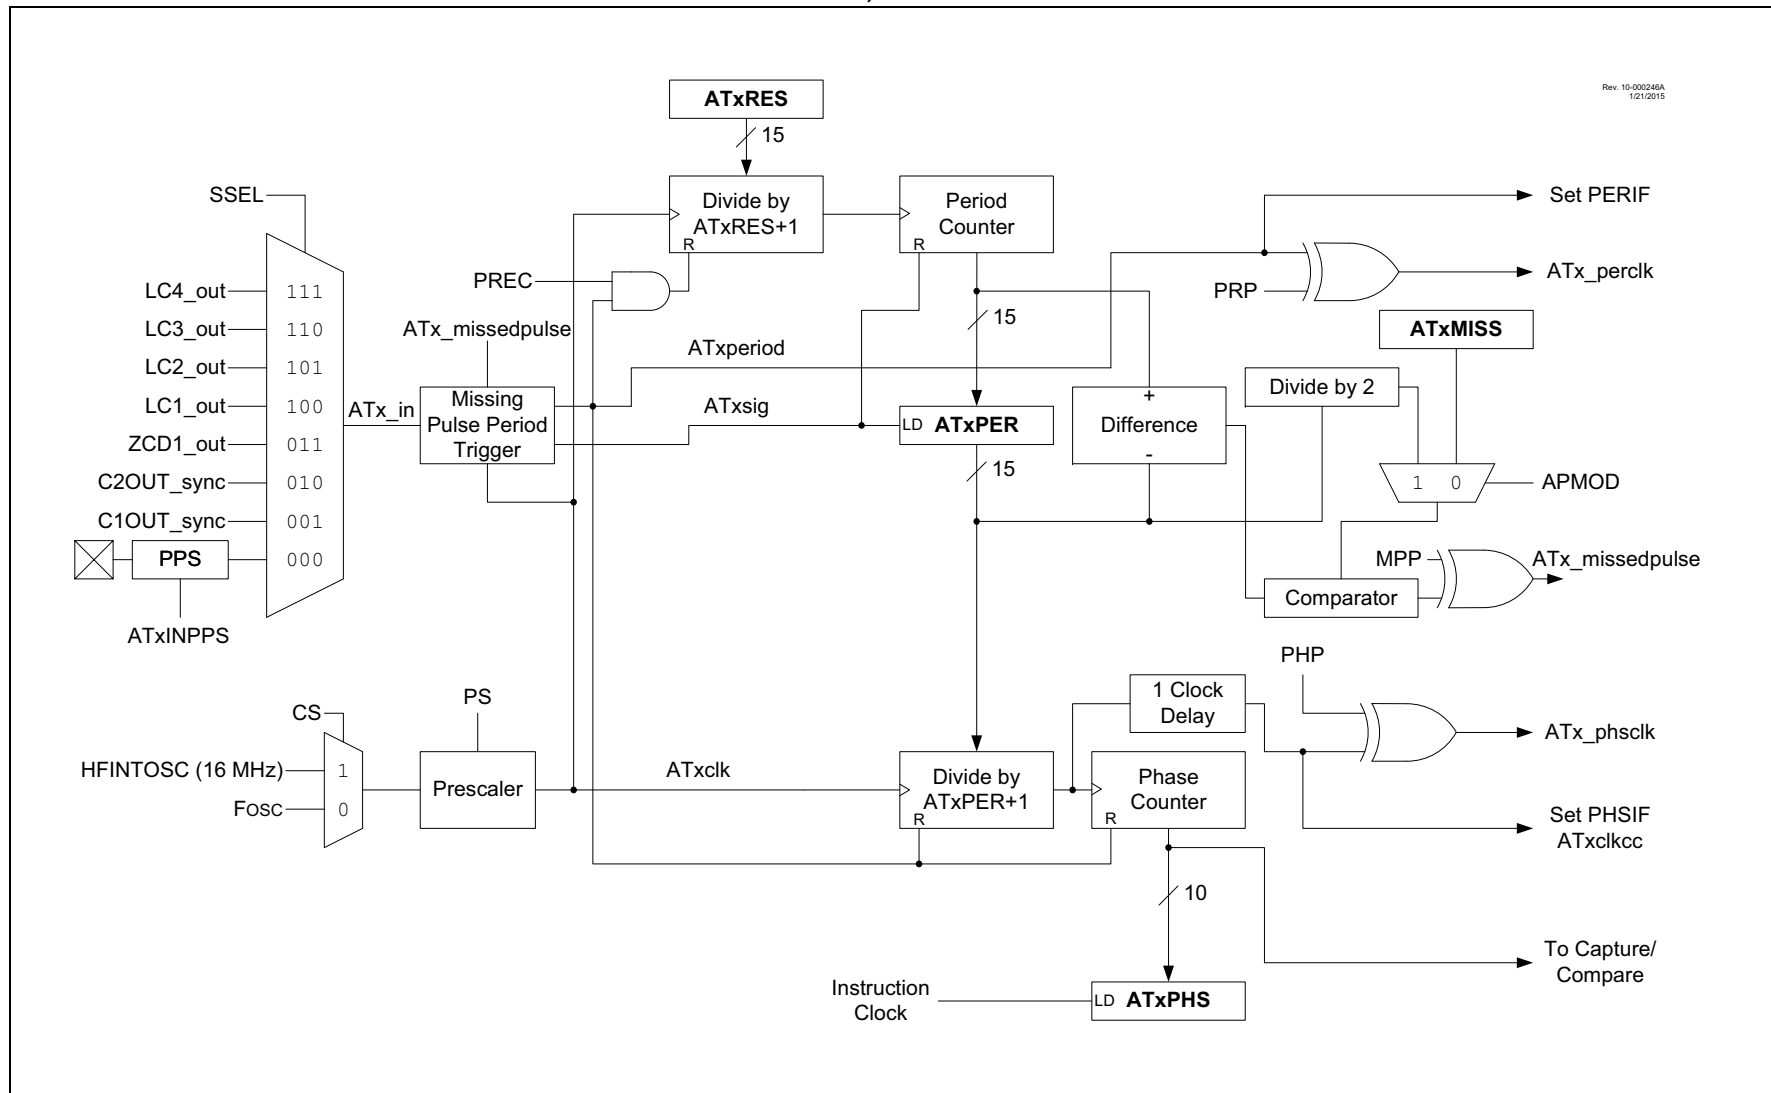 Rev. 10-000246A
1/21/2015
ATxRES
15
SSEL
Divide by
ATxRES+1
R
Period
Counter
R
Set PERIF
PREC
PRP
ATx_perclk
LC4_out
111
LC3_out
110
LC2_out
101
LC1_out
100
ZCD1_out
011
C2OUT_sync
010
C1OUT_sync
001
PPS
000
ATxINPPS
ATx_in
ATx_missedpulse
Missing
Pulse Period
Trigger
ATxperiod
ATxsig
15
LD ATxPER
15
+
Difference
-
ATxMISS
Divide by 2
1 0
APMOD
MPP
Comparator
ATx_missedpulse
PHP
1 Clock
Delay
ATx_phsclk
CS
PS
HFINTOSC (16 MHz)
1
FOSC
0
Prescaler
ATxclk
Divide by
ATxPER+1
R
Phase
Counter
R
Set PHSIF
ATxclkcc
10
To Capture/
Compare
Instruction
Clock
LD ATxPHS